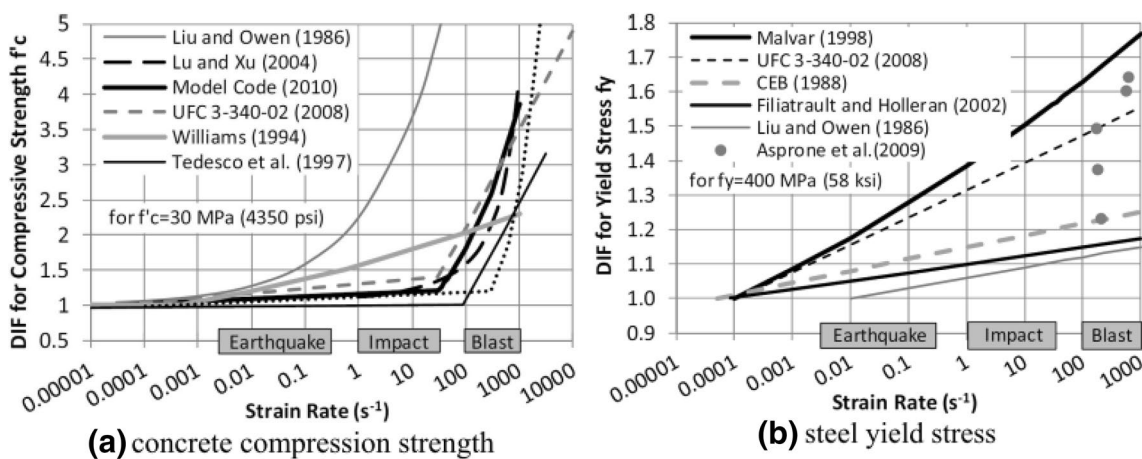 DIF for Compressive Strength f'c
5
4.5
4
3.5
3
2.5
2
1.5
1
0.5
Liu and Owen (1986)
Lu and Xu (2004)
Model Code (2010)
UFC 3-340-02 (2008)
Williams (1994)
Tedesco et al. (1997)
for f'c=30 MPa (4350 psi)
Earthquake
Impact
Blast
0.00001
0.0001
0.001
0.01
0.1
1
10
100
1000
10000
Strain Rate (s⁻¹)
(a) concrete compression strength
DIF for Yield Stress fy
1.8
1.7
1.6
1.5
1.4
1.3
1.2
1.1
1.0
0.9
Malvar (1998)
UFC 3-340-02 (2008)
CEB (1988)
Filiatrault and Holleran (2002)
Liu and Owen (1986)
Asprone et al.(2009)
for fy=400 MPa (58 ksi)
Earthquake
Impact
Blast
0.00001
0.0001
0.001
0.01
0.1
1
10
100
1000
Strain Rate (s⁻¹)
(b) steel yield stress